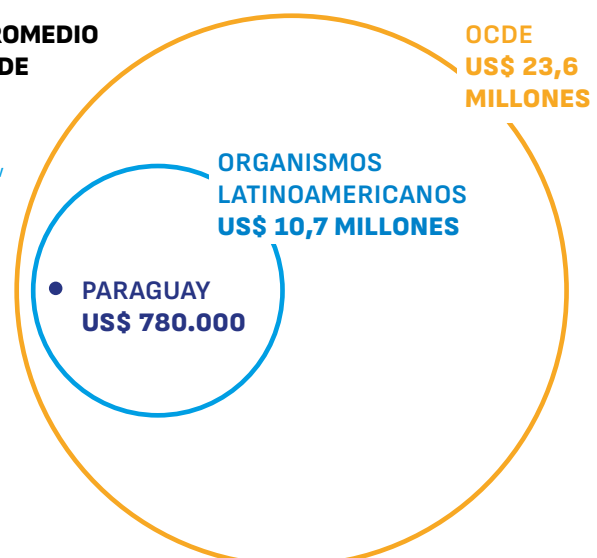 ROMEDIO
DE
OCDE
US$ 23,6
MILLONES
ORGANISMOS
LATINOAMERICANOS
US$ 10,7 MILLONES
PARAGUAY
US$ 780.000